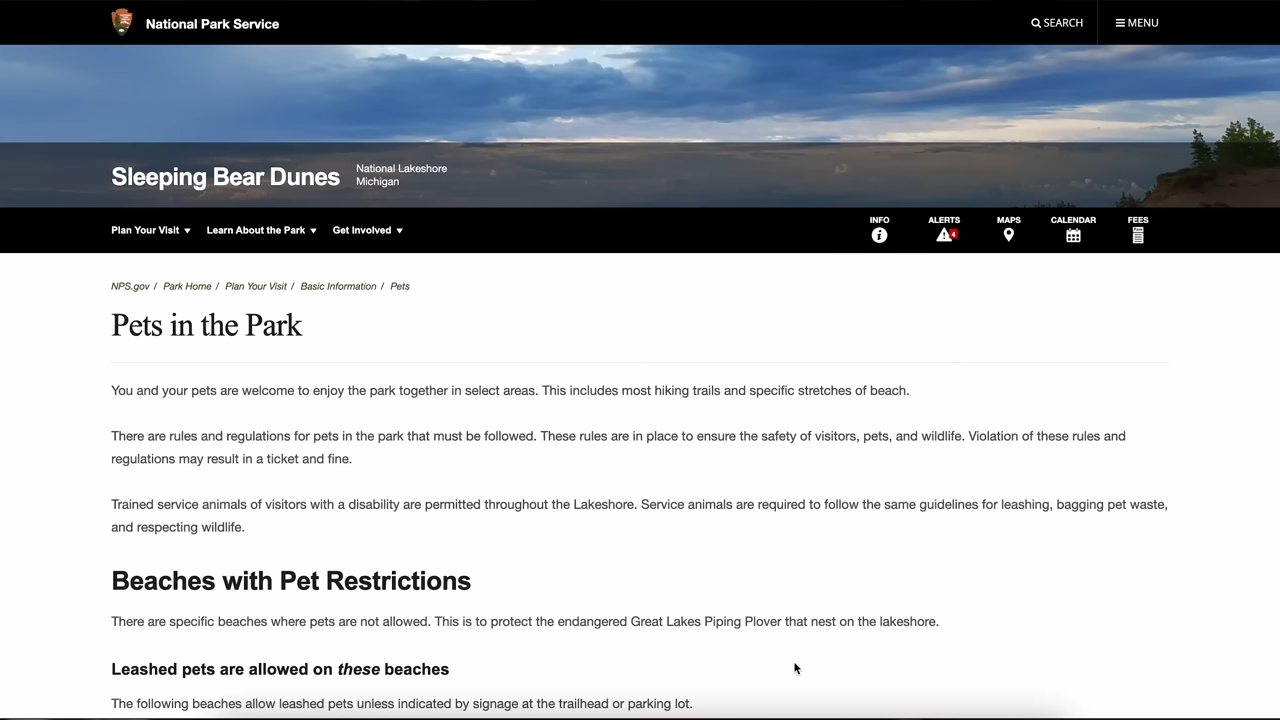 National Park Service
SEARCH
MENU
Sleeping Bear Dunes
National Lakeshore
Michigan
Plan Your Visit
Learn About the Park
Get Involved
INFO
ALERTS
4
MAPS
CALENDAR
FEES
NPS.gov / Park Home / Plan Your Visit / Basic Information / Pets
Pets in the Park
You and your pets are welcome to enjoy the park together in select areas. This includes most hiking trails and specific stretches of beach.
There are rules and regulations for pets in the park that must be followed. These rules are in place to ensure the safety of visitors, pets, and wildlife. Violation of these rules and
regulations may result in a ticket and fine.
Trained service animals of visitors with a disability are permitted throughout the Lakeshore. Service animals are required to follow the same guidelines for leashing, bagging pet waste,
and respecting wildlife.
Beaches with Pet Restrictions
There are specific beaches where pets are not allowed. This is to protect the endangered Great Lakes Piping Plover that nest on the lakeshore.
Leashed pets are allowed on these beaches
The following beaches allow leashed pets unless indicated by signage at the trailhead or parking lot.